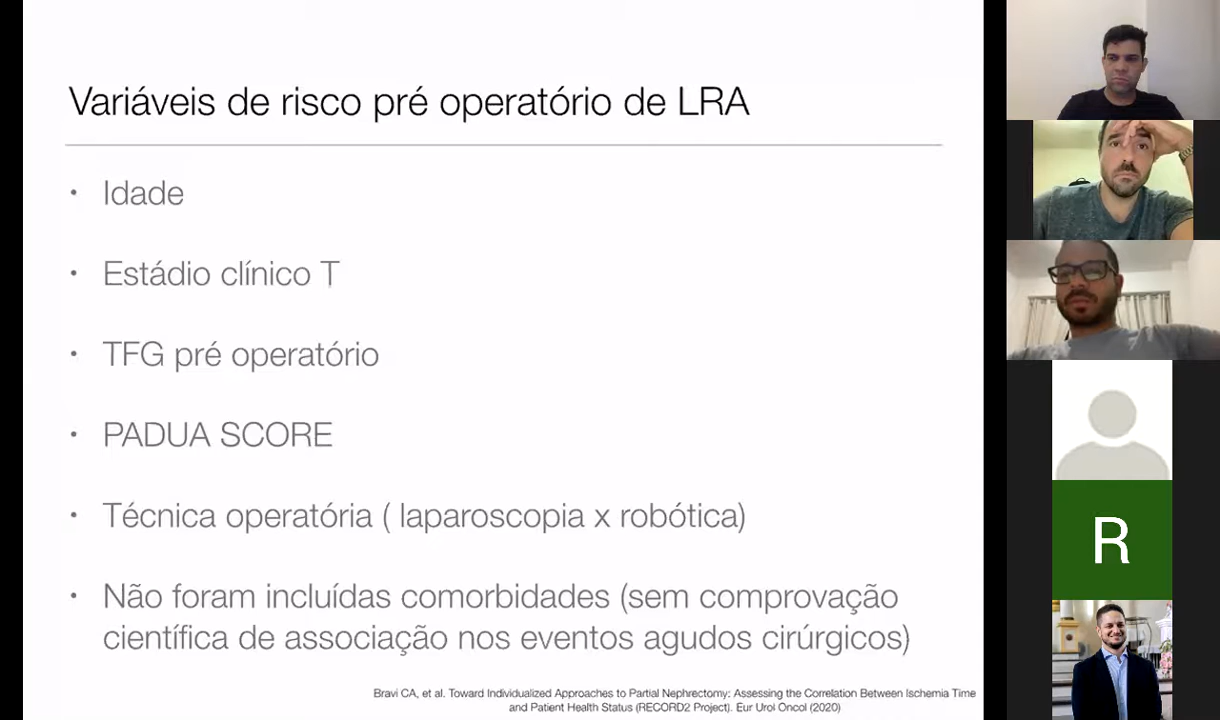 Variáveis de risco pré operatório de LRA
• Idade
• Estádio clínico T
• TFG pré operatório
• PADUA SCORE
• Técnica operatória ( laparoscopia x robótica)
• Não foram incluídas comorbidades (sem comprovação
científica de associação nos eventos agudos cirúrgicos)
Bravi CA, et al. Toward Individualized Approaches to Partial Nephrectomy: Assessing the Correlation Between Ischemia Time
and Patient Health Status (RECORD2 Project). Eur Urol Oncol (2020)
R